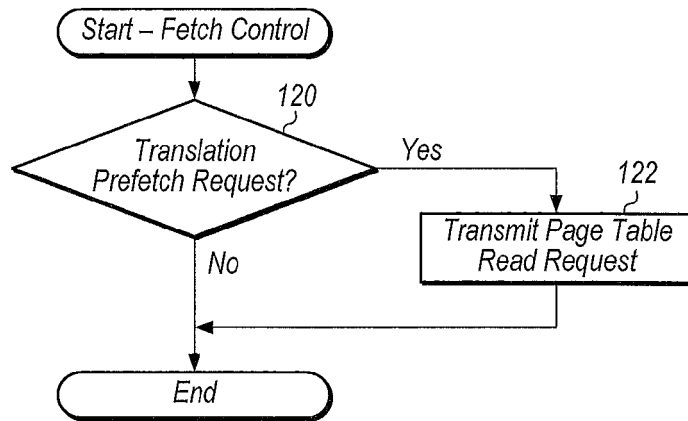 Start – Fetch Control
120
Translation
Prefetch Request?
Yes
122
Transmit Page Table
Read Request
No
End